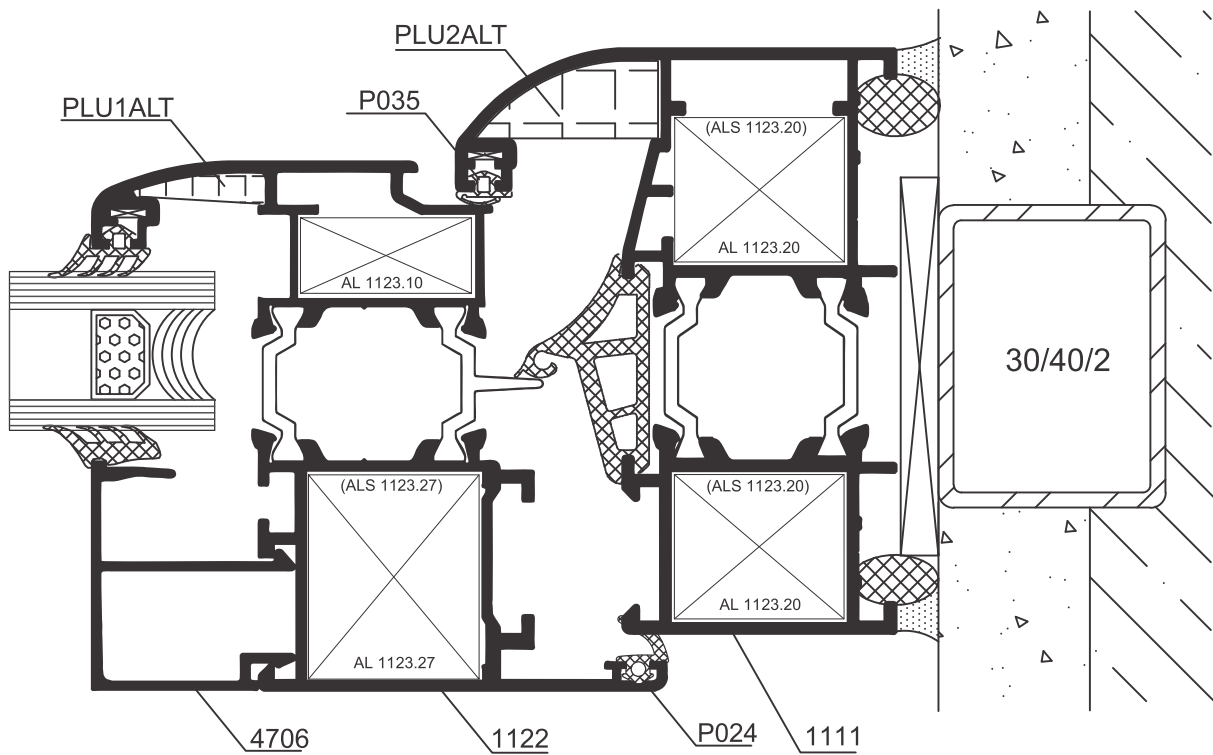 PLU2ALT
PLU1ALT
P035
(ALS 1123.20)
AL 1123.20
AL 1123.10
30/40/2
(ALS 1123.27)
(ALS 1123.20)
AL 1123.20
AL 1123.27
4706
1122
P024
1111